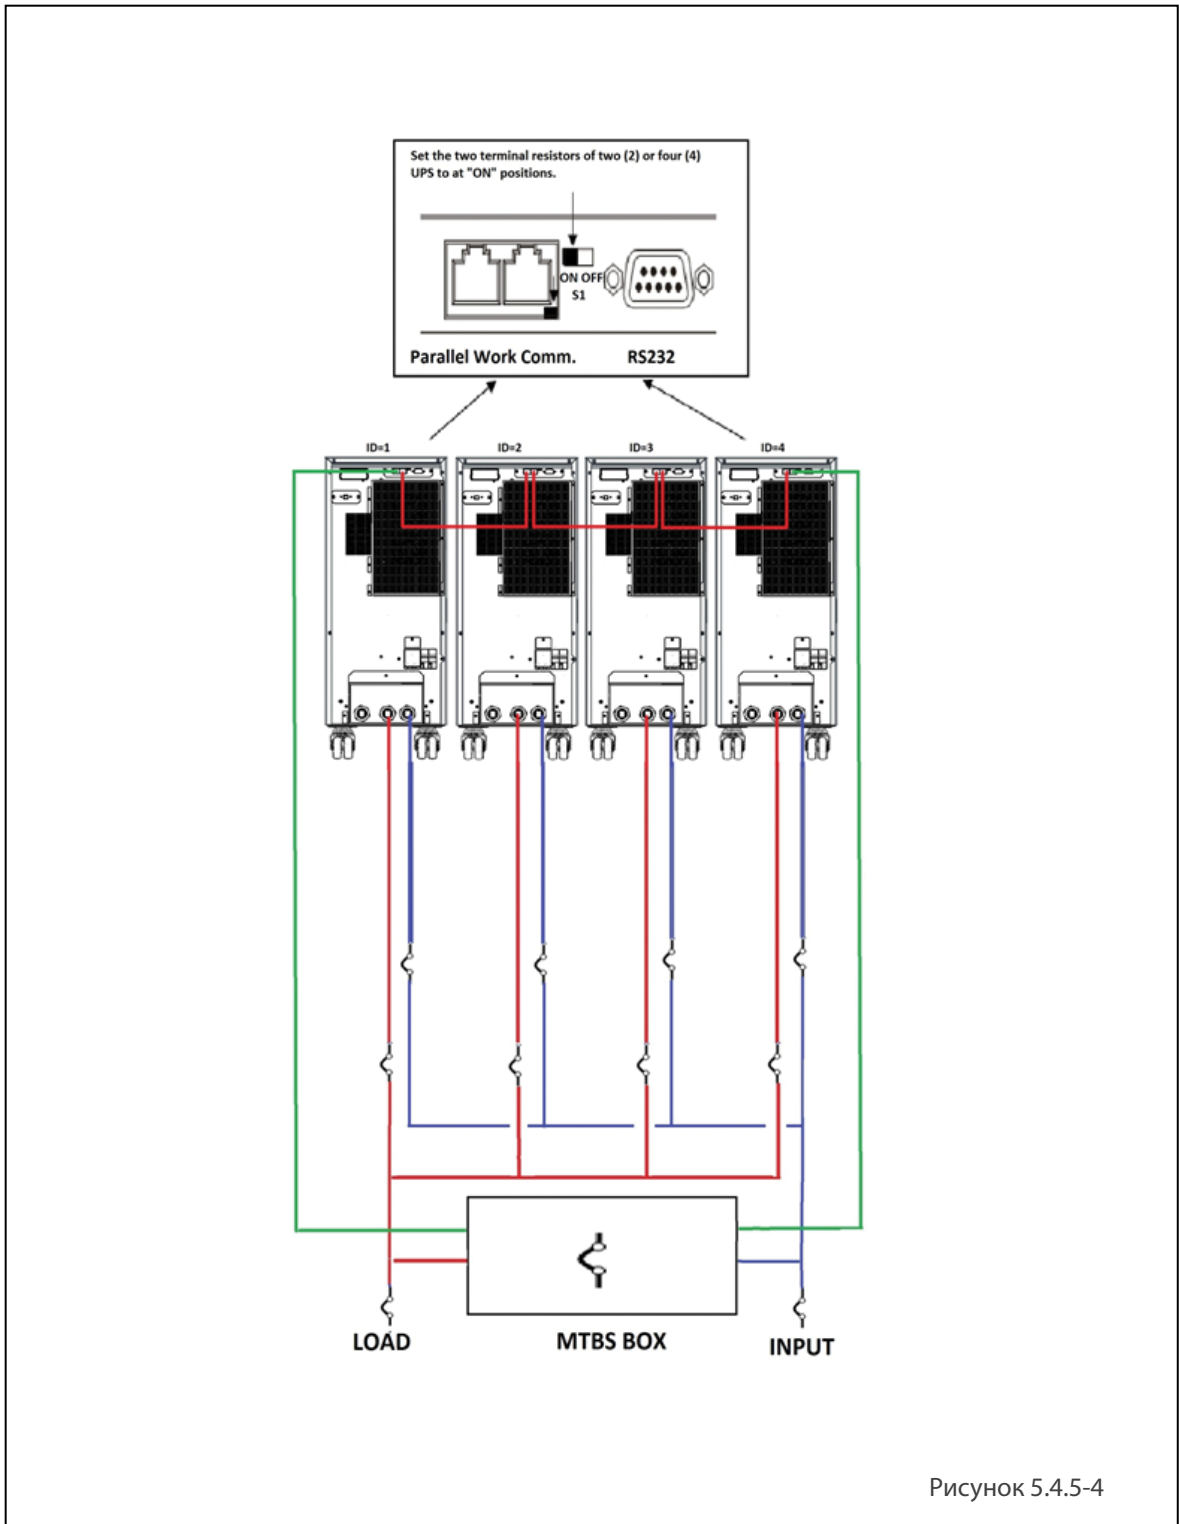 Set the two terminal resistors of two (2) or four (4)
UPS to at "ON" positions.
ON OFF
S1
Parallel Work Comm. RS232
ID=1 ID=2 ID=3 ID=4
LOAD MTBS BOX INPUT
Рисунок 5.4.5-4